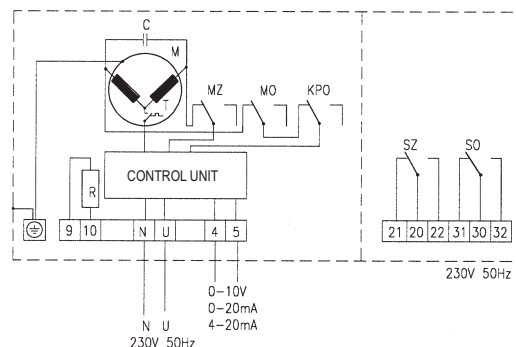 C
M
MZ MO KPO
T
SZ SO
CONTROL UNIT
R
9 10 N U 4 5
21 20 22 31 30 32
230V 50Hz
0-10V
0-20mA
N U 4-20mA
230V 50Hz